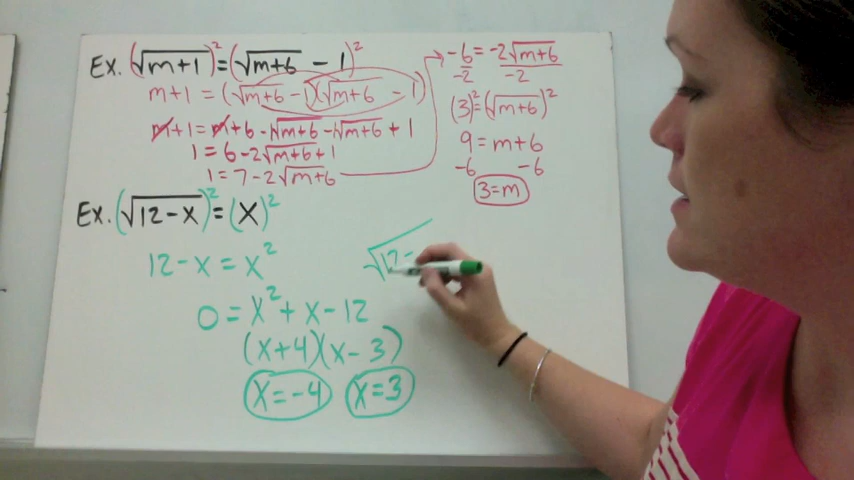 Ex. (√m+1)² = (√m+6 - 1)²
m+1 = (√m+6 - 1)(√m+6 - 1)
m+1 = m+6 - √m+6 - √m+6 + 1
1 = 6 - 2√m+6 + 1
1 = 7 - 2√m+6
-6 = -2√m+6
-2 -2
(3)² = (√m+6)²
9 = m+6
-6 -6
3=m
Ex. (√12-x)² = (x)²
12-x = x²
0 = x² + x - 12
(x+4)(x-3)
x=-4 x=3
√12-